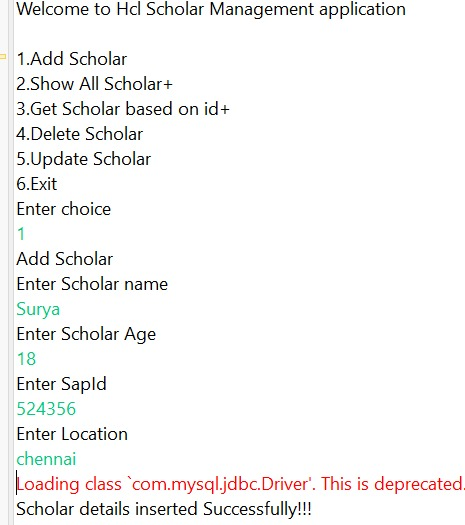 Welcome to Hcl Scholar Management application
1.Add Scholar
2.Show All Scholar+
3.Get Scholar based on id+
4.Delete Scholar
5.Update Scholar
6.Exit
Enter choice
1
Add Scholar
Enter Scholar name
Surya
Enter Scholar Age
18
Enter SapId
524356
Enter Location
chennai
Loading class `com.mysql.jdbc.Driver'. This is deprecated.
Scholar details inserted Successfully!!!